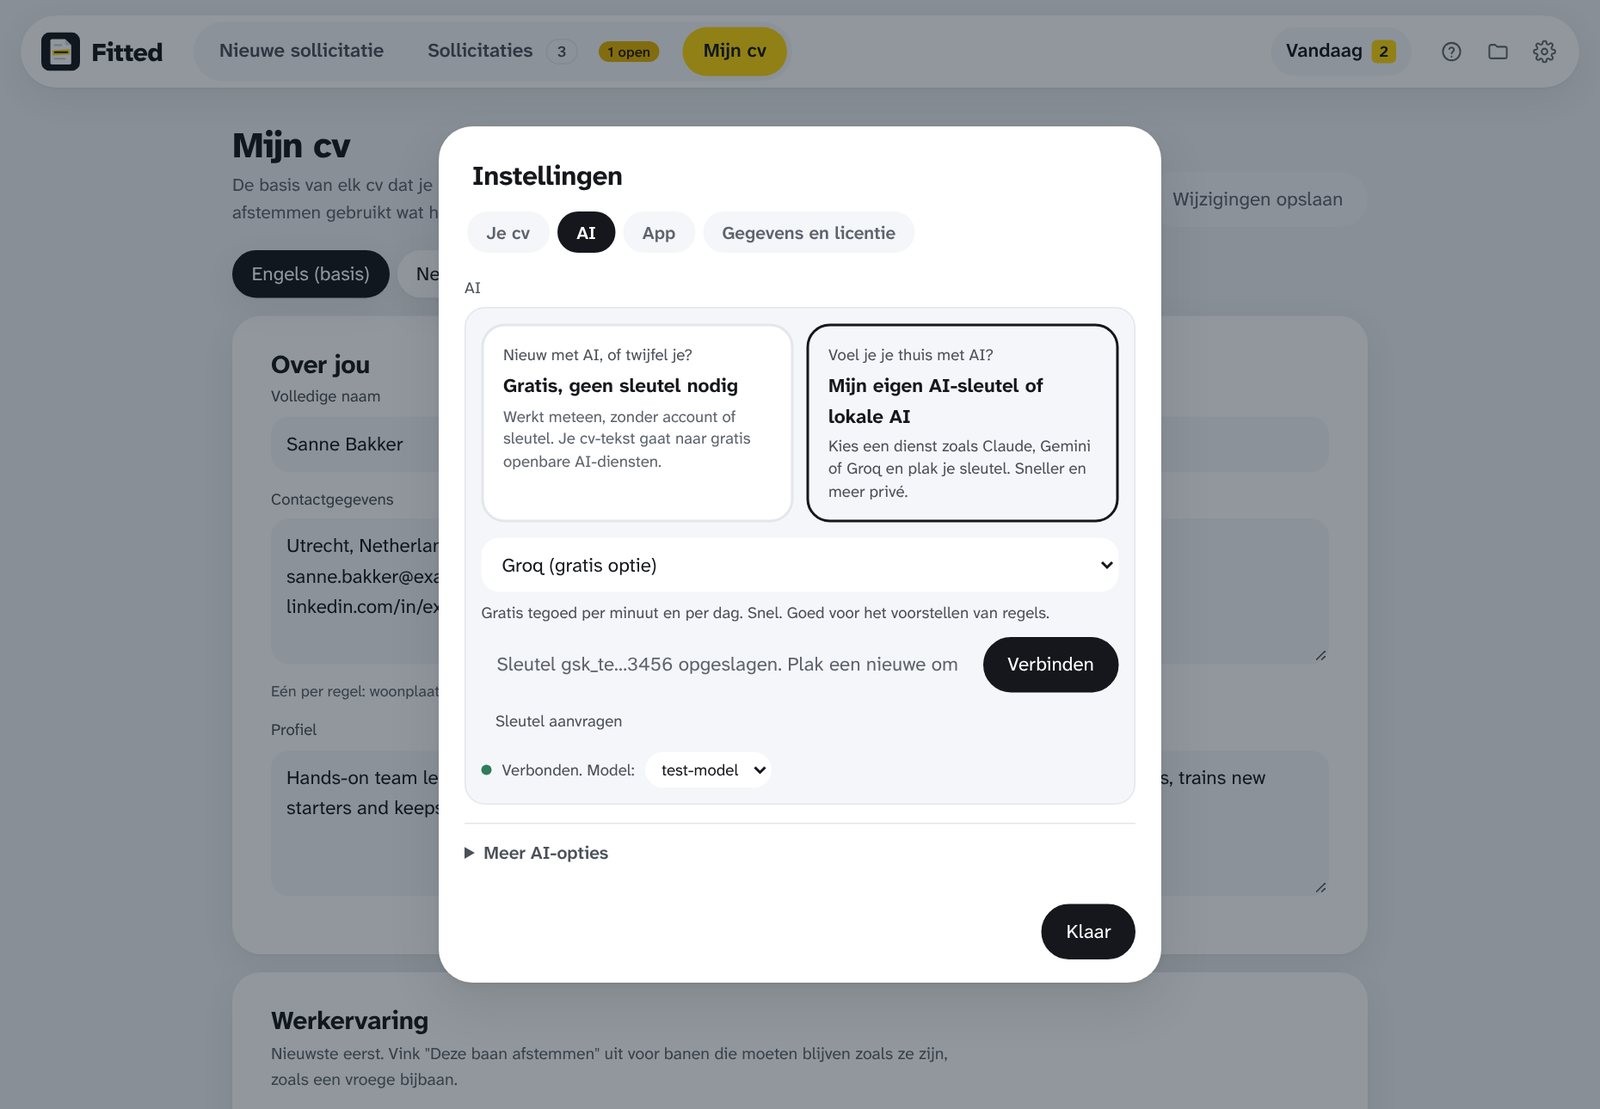 Fitted
Nieuwe sollicitatie
Sollicitaties 3
1 open
Mijn cv
Vandaag 2
Mijn cv
De basis van elk cv dat je
afstemmen gebruikt wat h
Wijzigingen opslaan
Engels (basis)
Ne
Over jou
Volledige naam
Sanne Bakker
Contactgegevens
Utrecht, Netherlan
sanne.bakker@exa
linkedin.com/in/ex
Eén per regel: woonplaat
Profiel
Hands-on team le
s, trains new
starters and keeps
Werkervaring
Nieuwste eerst. Vink "Deze baan afstemmen" uit voor banen die moeten blijven zoals ze zijn,
zoals een vroege bijbaan.
Instellingen
Je cv
AI
App
Gegevens en licentie
AI
Nieuw met AI, of twijfel je?
Gratis, geen sleutel nodig
Werkt meteen, zonder account of
sleutel. Je cv-tekst gaat naar gratis
openbare AI-diensten.
Voel je je thuis met AI?
Mijn eigen AI-sleutel of
lokale AI
Kies een dienst zoals Claude, Gemini
of Groq en plak je sleutel. Sneller en
meer privé.
Groq (gratis optie)
Gratis tegoed per minuut en per dag. Snel. Goed voor het voorstellen van regels.
Sleutel gsk_te...3456 opgeslagen. Plak een nieuwe om
Verbinden
Sleutel aanvragen
Verbonden. Model: test-model
Meer AI-opties
Klaar